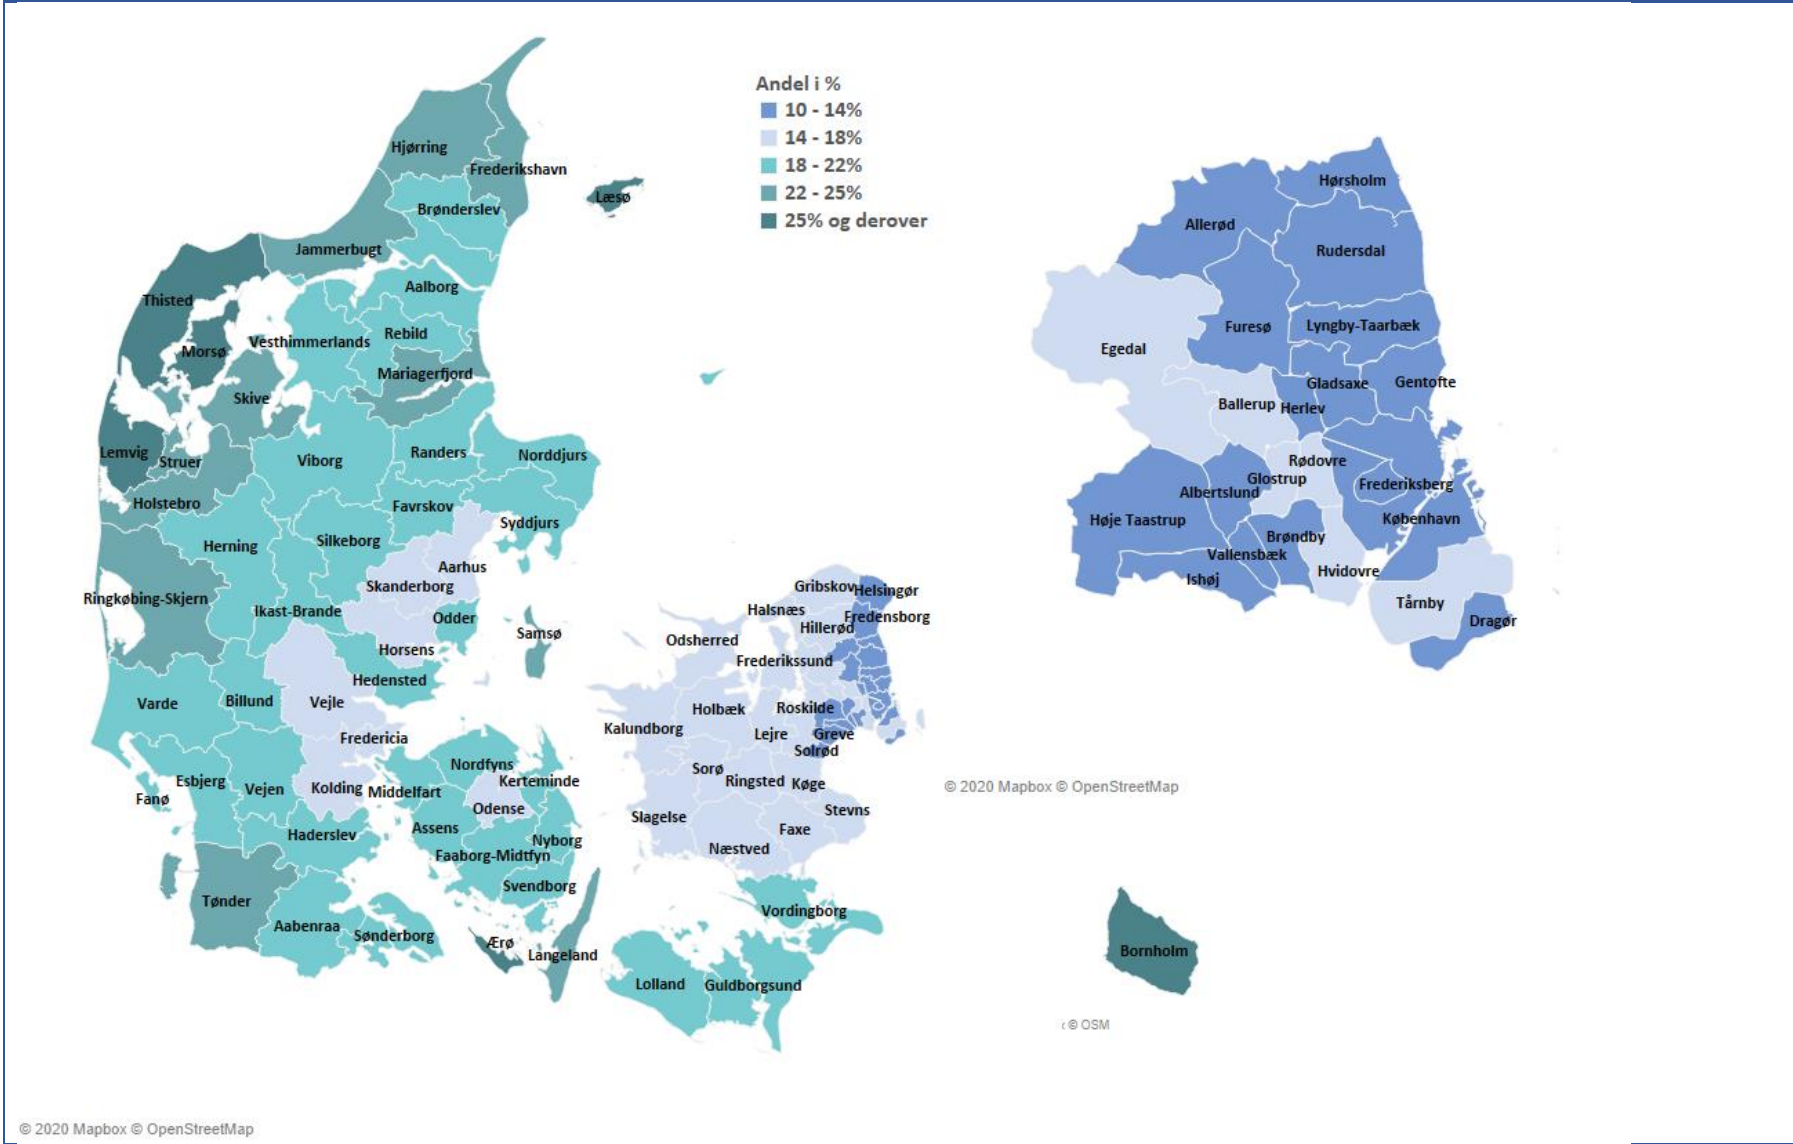 Andel i %
10 - 14%
14 - 18%
18 - 22%
22 - 25%
25% og derover
Hjørring
Frederikshavn
Læsø
Brønderslev
Jammerbugt
Aalborg
Thisted
Rebild
Vesthimmerlands
Morsø
Mariagerfjord
Skive
Lemvig
Struer
Viborg
Randers
Norddjurs
Holstebro
Favrskov
Syddjurs
Herning
Silkeborg
Aarhus
Skanderborg
Ringkøbing-Skjern
Ikast-Brande
Odder
Samsø
Horsens
Hedensted
Varde
Billund
Vejle
Fredericia
Esbjerg
Vejen
Kolding
Fanø
Middelfart
Nordfyns
Kerteminde
Odense
Haderslev
Assens
Nyborg
Faaborg-Midtfyn
Svendborg
Tønder
Aabenraa
Sønderborg
Ærø
Langeland
Gribskov
Helsingør
Halsnæs
Fredensborg
Hillerød
Odsherred
Frederikssund
Holbæk
Roskilde
Kalundborg
Lejre
Greve
Solrød
Sorø
Ringsted
Køge
Slagelse
Stevns
Faxe
Næstved
Vordingborg
Lolland
Guldborgsund
Hørsholm
Allerød
Rudersdal
Furesø
Lyngby-Taarbæk
Egedal
Gladsaxe
Gentofte
Ballerup
Herlev
Rødovre
Glostrup
Frederiksberg
Albertslund
Høje Taastrup
København
Brøndby
Vallensbæk
Hvidovre
Ishøj
Tårnby
Dragør
© 2020 Mapbox © OpenStreetMap
Bornholm
© OSM
© 2020 Mapbox © OpenStreetMap